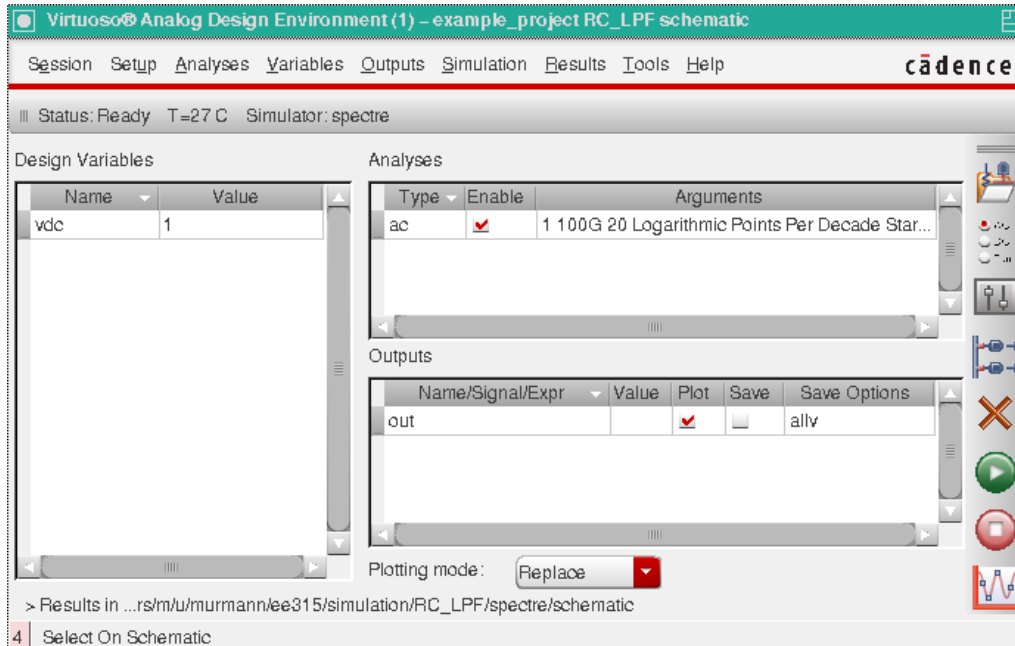 Virtuoso® Analog Design Environment (1) – example_project RC_LPF schematic
Session Setup Analyses Variables Outputs Simulation Results Tools Help cādence
Status: Ready T=27 C Simulator: spectre
Design Variables
Name Value
vdc 1
Analyses
Type Enable Arguments
ac 1 100G 20 Logarithmic Points Per Decade Star...
Outputs
Name/Signal/Expr Value Plot Save Save Options
out allv
Plotting mode: Replace
> Results in ...rs/m/u/murmann/ee315/simulation/RC_LPF/spectre/schematic
4 Select On Schematic